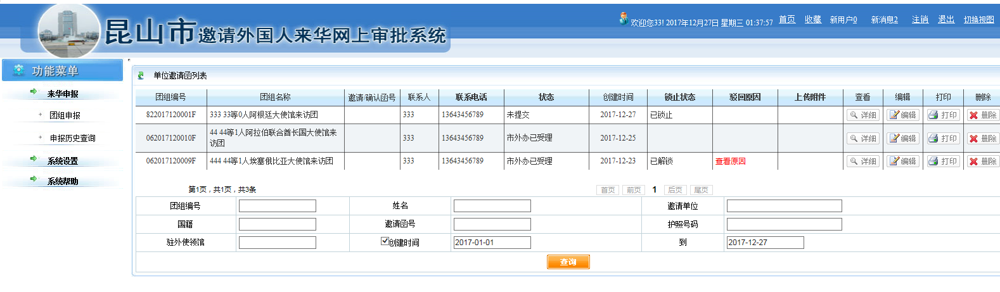 昆山市邀请外国人来华网上审批系统
欢迎您33! 2017年12月27日 星期三 01:37:57 首页 收藏 新用户0 新消息2 注销 退出 切换视图
功能菜单
来华申报
团组申报
申报历史查询
系统设置
系统帮助
单位邀请函列表
团组编号 团组名称 邀请/确认函号 联系人 联系电话 状态 创建时间 锁止状态 驳回原因 上传附件 查看 编辑 打印 删除
822017120001F 333 33等0人阿根廷大使馆来访团 333 13643456789 未提交 2017-12-27 已锁止 详细 编辑 打印 删除
062017120010F 44 44等1人阿拉伯联合酋长国大使馆来 333 13643456789 市外办已受理 2017-12-25 详细 编辑 打印 删除
访团
062017120009F 444 44等1人埃塞俄比亚大使馆来访团 333 13643456789 市外办已受理 2017-12-23 已解锁 查看原因 详细 编辑 打印 删除
第1页，共1页，共3条 首页 前页 1 后页 尾页
团组编号 姓名 邀请单位
国籍 邀请函号 护照号码
驻外使领馆 创建时间 2017-01-01 到 2017-12-27
查询